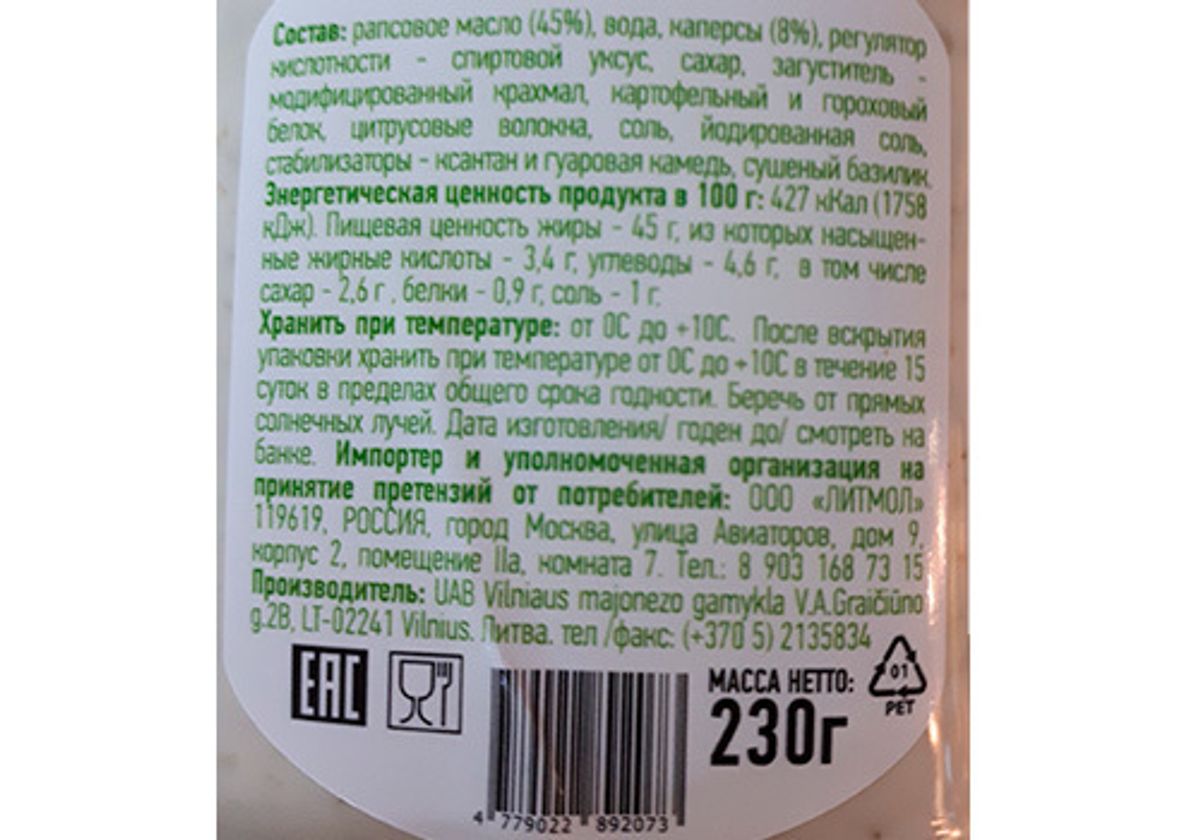 Состав: рапсовое масло (45%), вода, каперсы (8%), регулятор
кислотности - спиртовой уксус, сахар, загуститель -
модифицированный крахмал, картофельный и гороховый
белок, цитрусовые волокна, соль, йодированная соль,
стабилизаторы - ксантан и гуаровая камедь, сушеный базилик.
Энергетическая ценность продукта в 100 г: 427 кКал (1758
кДж). Пищевая ценность жиры - 45 г, из которых насыщен-
ные жирные кислоты - 3,4 г, углеводы - 4,6 г, в том числе
сахар - 2,6 г , белки - 0,9 г, соль - 1 г.
Хранить при температуре: от 0С до +10С. После вскрытия
упаковки хранить при температуре от 0С до +10С в течение 15
суток в пределах общего срока годности. Беречь от прямых
солнечных лучей. Дата изготовления/ годен до/ смотреть на
банке. Импортер и уполномоченная организация на
принятие претензий от потребителей: ООО «ЛИТМОЛ»
119619, РОССИЯ, город Москва, улица Авиаторов, дом 9,
корпус 2, помещение IIа, комната 7. Тел.: 8 903 168 73 15
Производитель: UAB Vilniaus majonezo gamykla V.A.Graičiūno
g.2B, LT-02241 Vilnius. Литва. тел /факс: (+370 5) 2135834
EAC
МАССА НЕТТО:
230г
01
PET
4 779022 892073